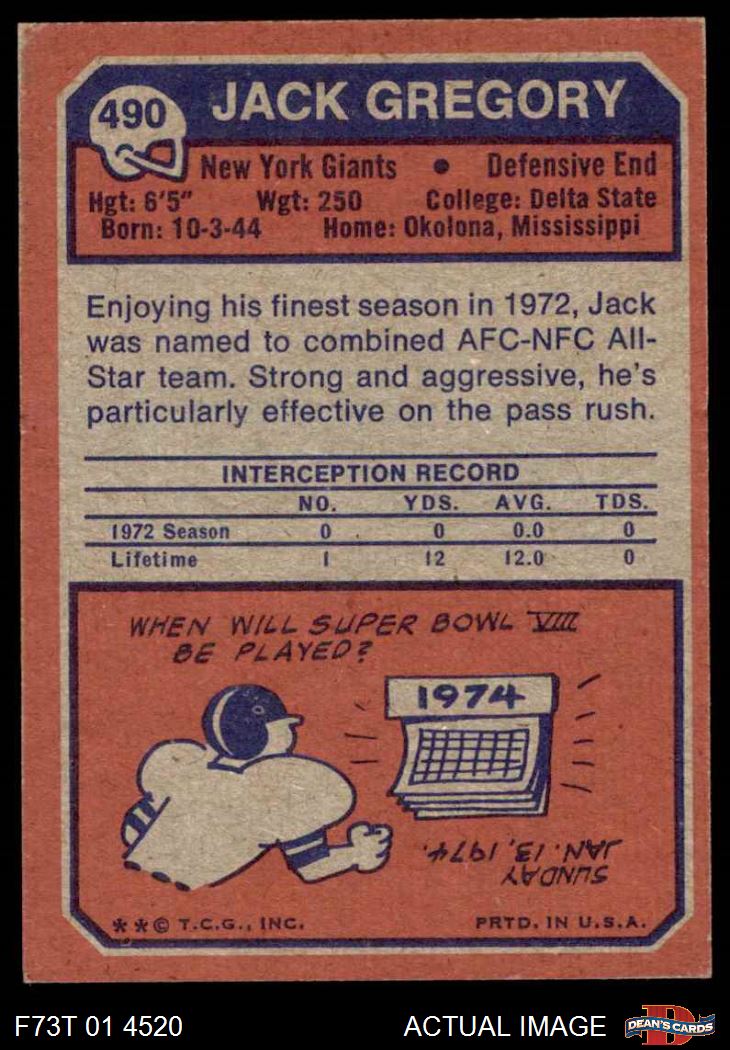 490
JACK GREGORY
New York Giants • Defensive End
Hgt: 6'5" Wgt: 250 College: Delta State
Born: 10-3-44 Home: Okolona, Mississippi
Enjoying his finest season in 1972, Jack
was named to combined AFC-NFC All-
Star team. Strong and aggressive, he's
particularly effective on the pass rush.
INTERCEPTION RECORD
NO. YDS. AVG. TDS.
1972 Season 0 0 0.0 0
Lifetime 1 12 12.0 0
WHEN WILL SUPER BOWL VIII
BE PLAYED?
1974
SUNDAY
JAN. 13, 1974.
**© T.C.G., INC. PRTD. IN U.S.A.
F73T 01 4520 ACTUAL IMAGE
D
DEAN'S CARDS